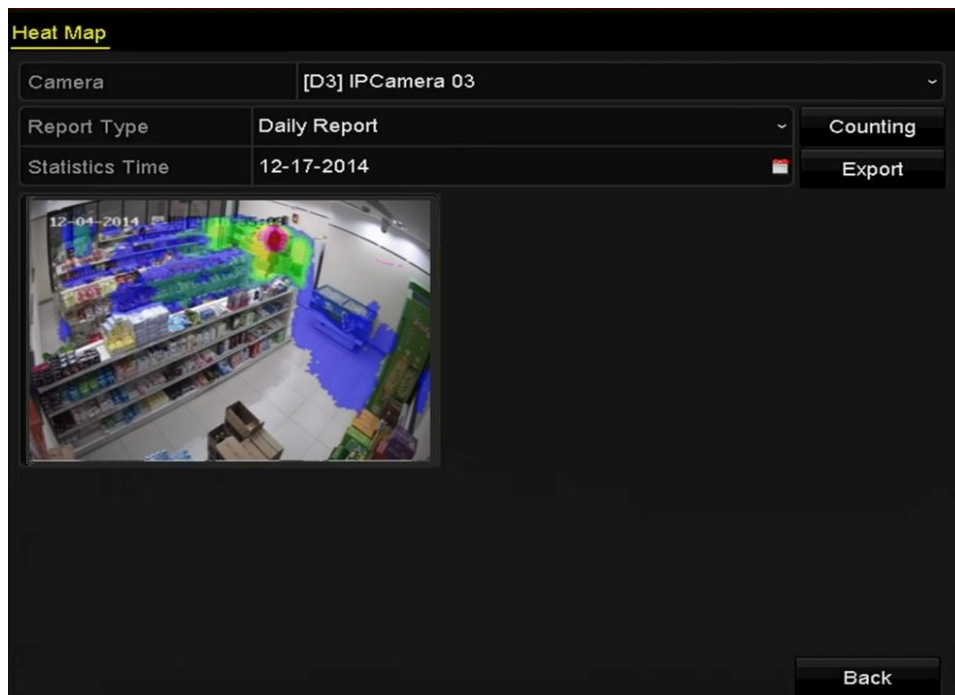 Heat Map
Camera [D3] IPCamera 03
Report Type Daily Report Counting
Statistics Time 12-17-2014 Export
12-04-2014
Back